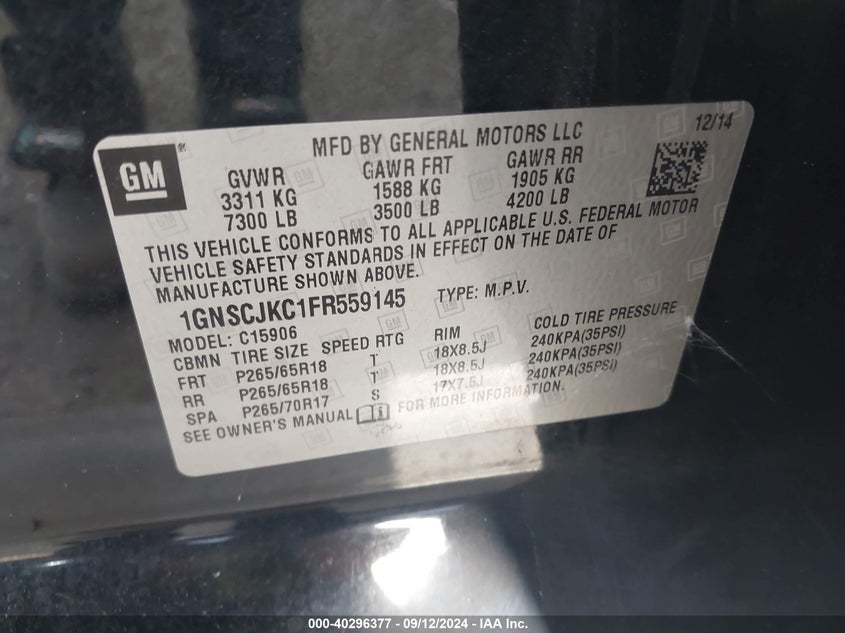 MFD BY GENERAL MOTORS LLC 12/14
GM®
GVWR GAWR FRT GAWR RR
3311 KG 1588 KG 1905 KG
7300 LB 3500 LB 4200 LB
THIS VEHICLE CONFORMS TO ALL APPLICABLE U.S. FEDERAL MOTOR
VEHICLE SAFETY STANDARDS IN EFFECT ON THE DATE OF
MANUFACTURE SHOWN ABOVE.
1GNSCJKC1FR559145 TYPE: M.P.V.
MODEL: C15906
CBMN TIRE SIZE SPEED RTG RIM COLD TIRE PRESSURE
FRT P265/65R18 T 18X8.5J 240KPA(35PSI)
RR P265/65R18 T 18X8.5J 240KPA(35PSI)
SPA P265/70R17 S 17X7.5J 240KPA(35PSI)
SEE OWNER'S MANUAL FOR MORE INFORMATION.
000-40296377 - 09/12/2024 - IAA Inc.